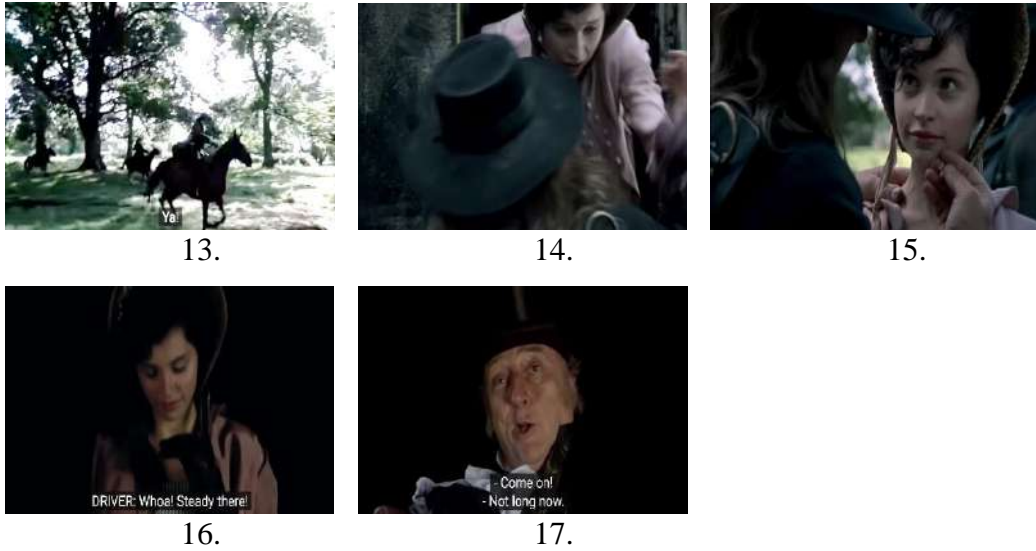 Ya!
13.
14.
15.
DRIVER: Whoa! Steady there!
- Come on!
- Not long now.
16.
17.